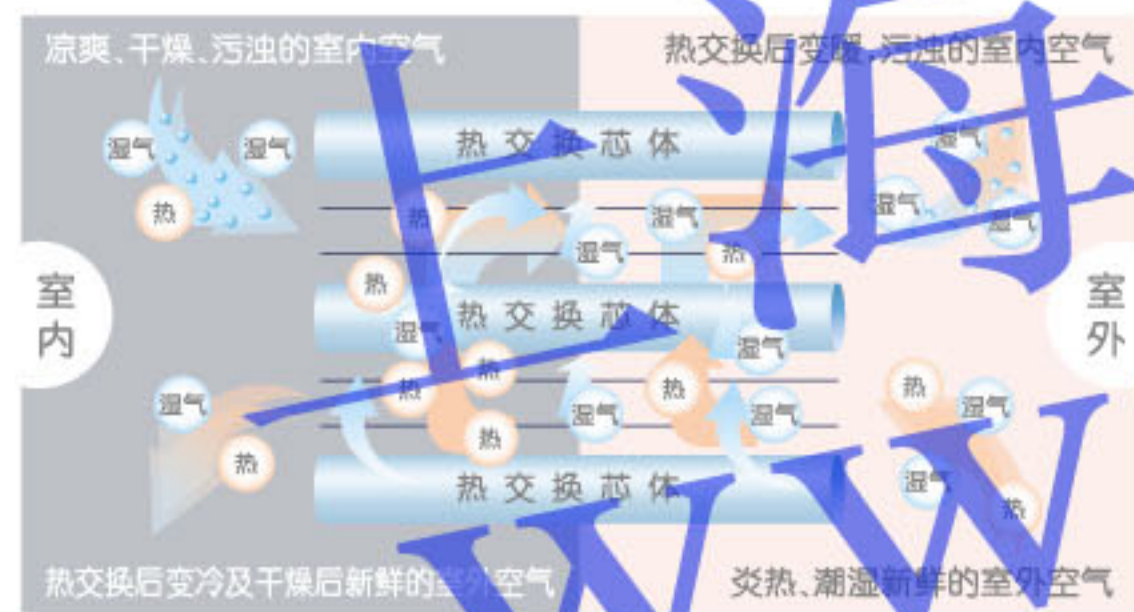 凉爽、干燥、污浊的室内空气
热交换后变暖、污浊的室内空气
湿气
湿气
热
热交换芯体
湿气
湿气
湿气
热
湿气
湿气
热
热
湿气
热交换芯体
湿气
室内
室外
热
热
热
湿气
热
湿气
湿气
热
热
湿气
热交换芯体
湿气
热
热交换后变冷及干燥后新鲜的室外空气
炎热、潮湿新鲜的室外空气
上海
WW